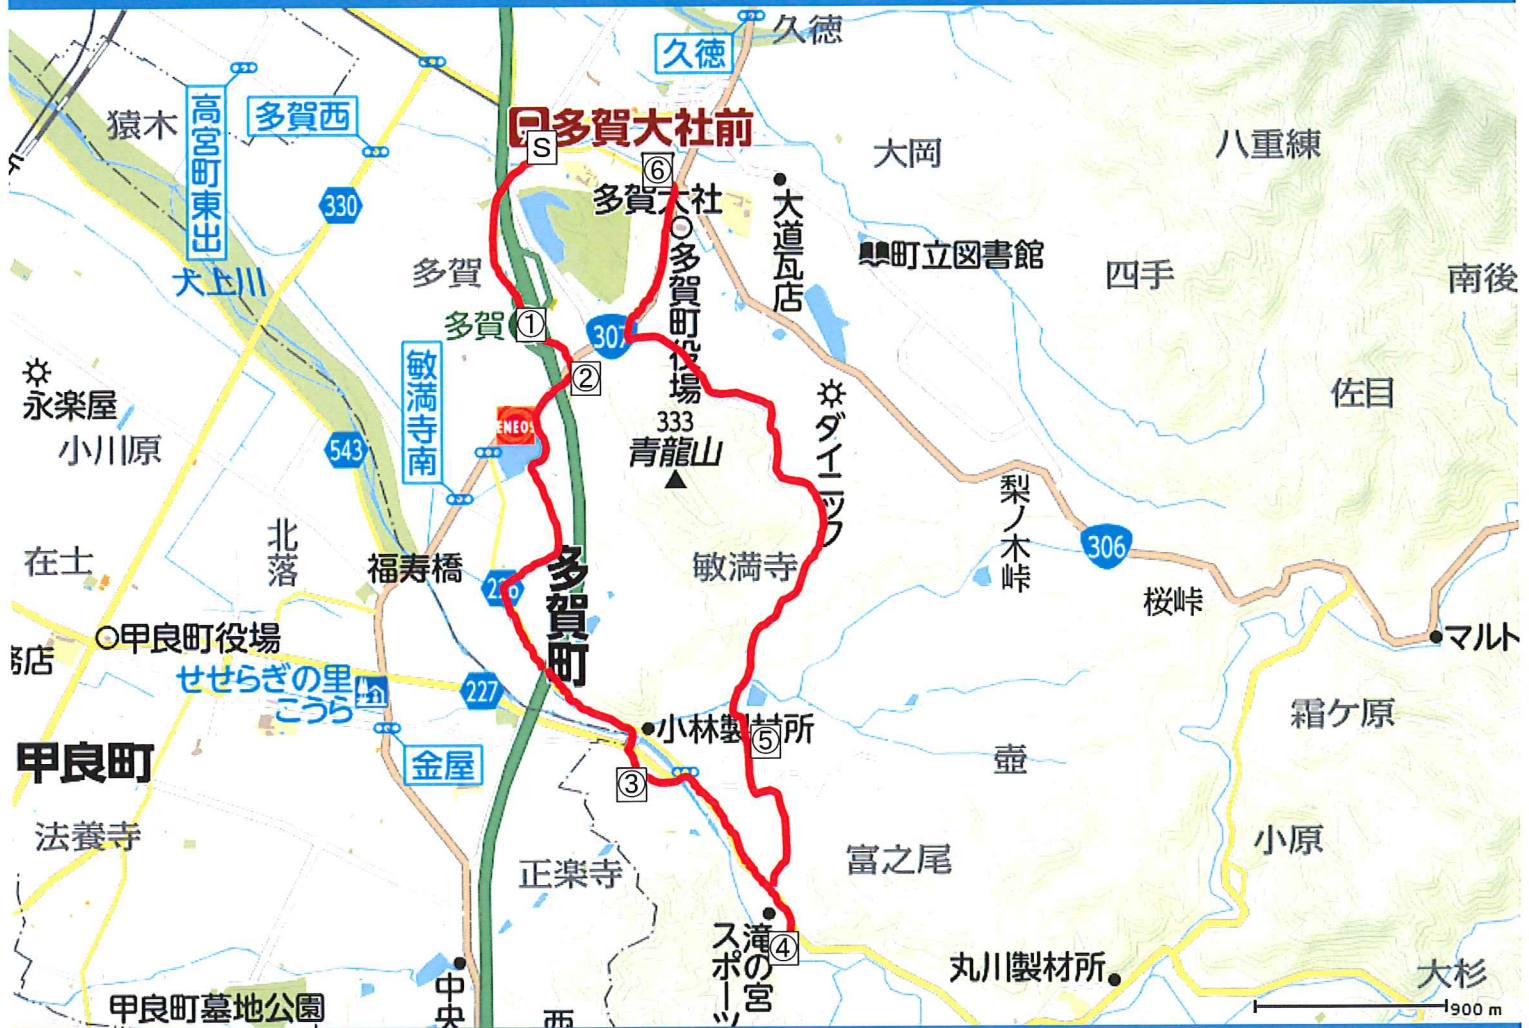 久徳
久徳
高宮町東出
多賀西
猿木
多賀大社前
S
⑥
大岡
八重練
330
多賀大社
大道瓦店
町立図書館
犬上川
多賀
多賀町役場
四手
南後
多賀
①
307
②
永楽屋
敏満寺南
ENEOS
333
青龍山
ダイニック
佐目
小川原
543
梨ノ木峠
306
在士
北落
福寿橋
敏満寺
桜峠
226
多賀町
甲良町役場
務店
マルト
せせらぎの里
こうら
227
小林製材所
⑤
霜ケ原
甲良町
金屋
③
壺
法養寺
正楽寺
富之尾
小原
滝の宮
スポーツ
④
丸川製材所
大杉
甲良町墓地公園
中央
西
900 m